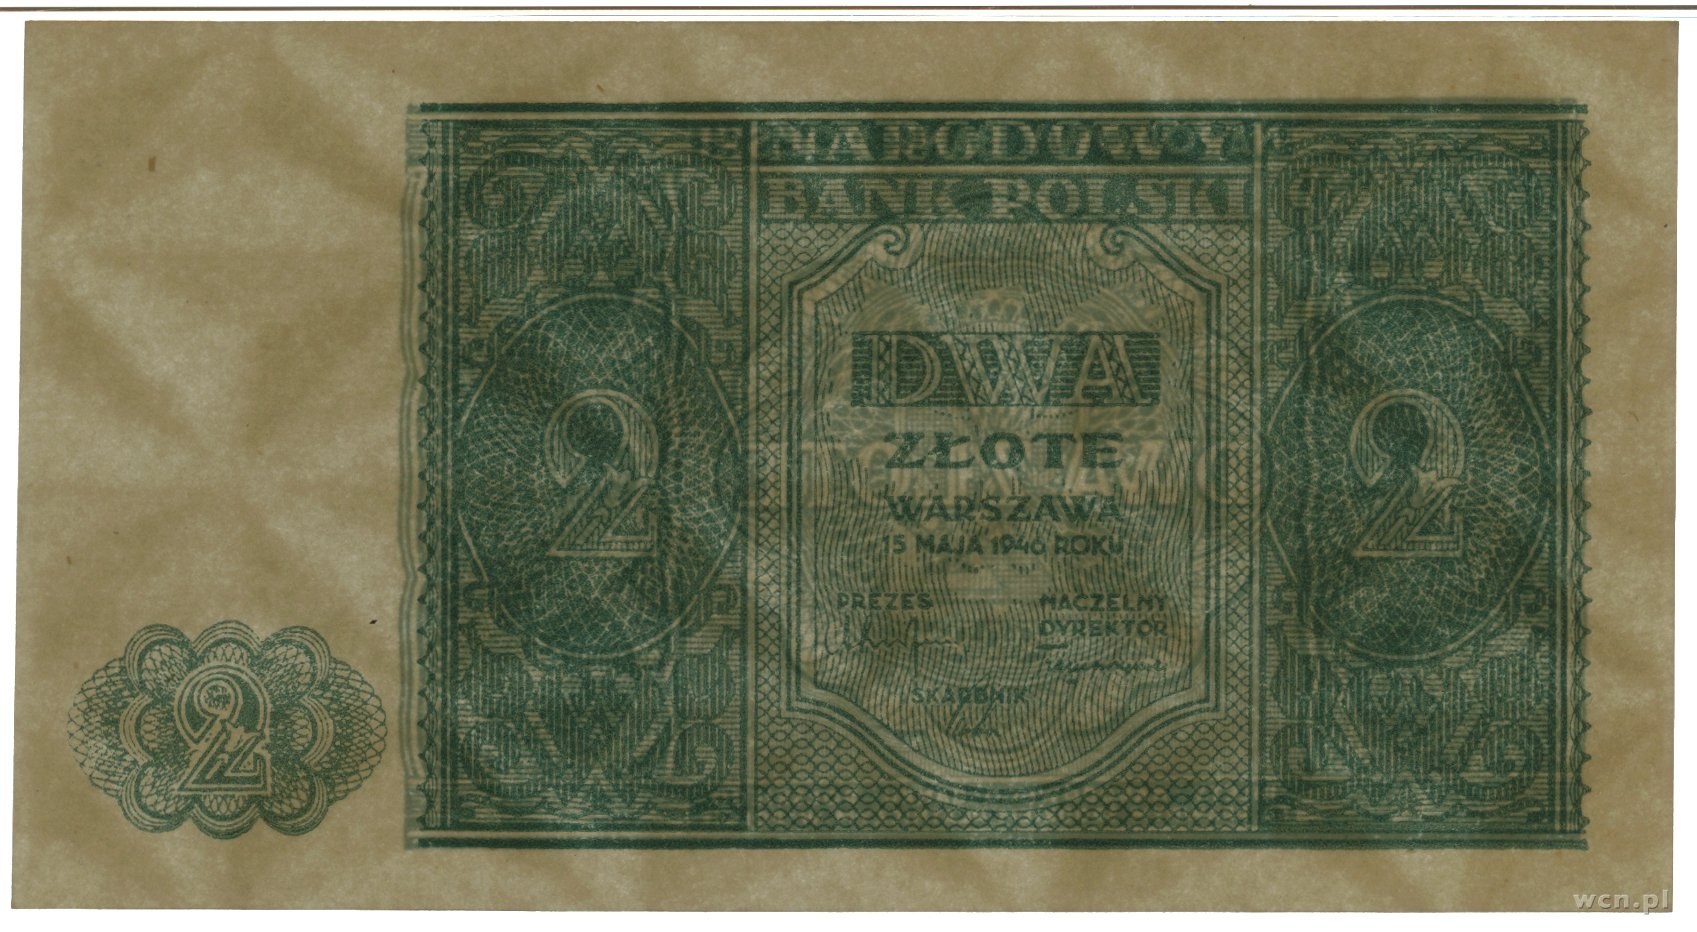 NARODOWY
BANK POLSKI
DWA
ZŁOTE
WARSZAWA
15 MAJA 1946 ROKU
PREZES
NACZELNY
DYREKTOR
SKARBNIK
2
2
2 ZŁ
wcn.pl